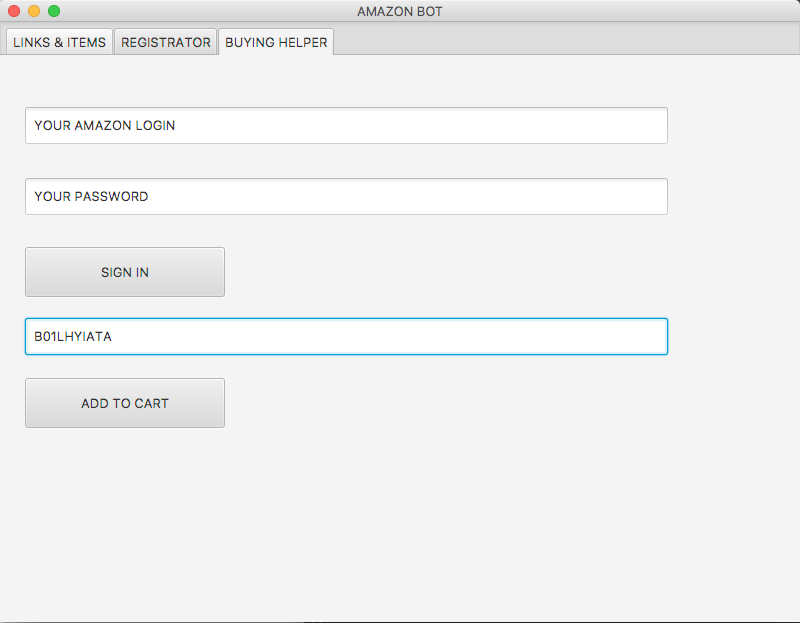 AMAZON BOT
LINKS & ITEMS REGISTRATOR BUYING HELPER
YOUR AMAZON LOGIN
YOUR PASSWORD
SIGN IN
B01LHYIATA
ADD TO CART